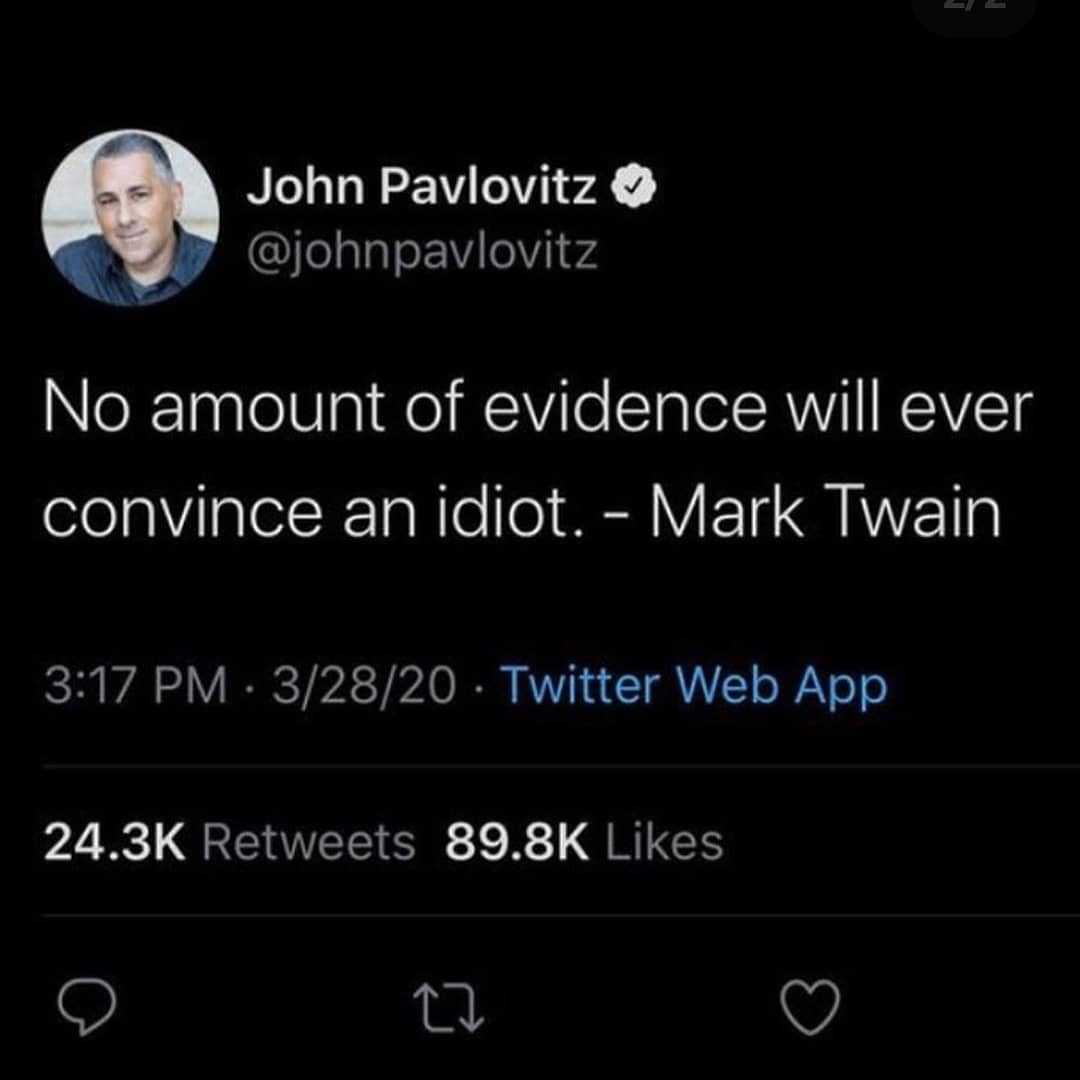 John Pavlovitz
@johnpavlovitz
No amount of evidence will ever
convince an idiot. - Mark Twain
3:17 PM · 3/28/20 · Twitter Web App
24.3K Retweets 89.8K Likes